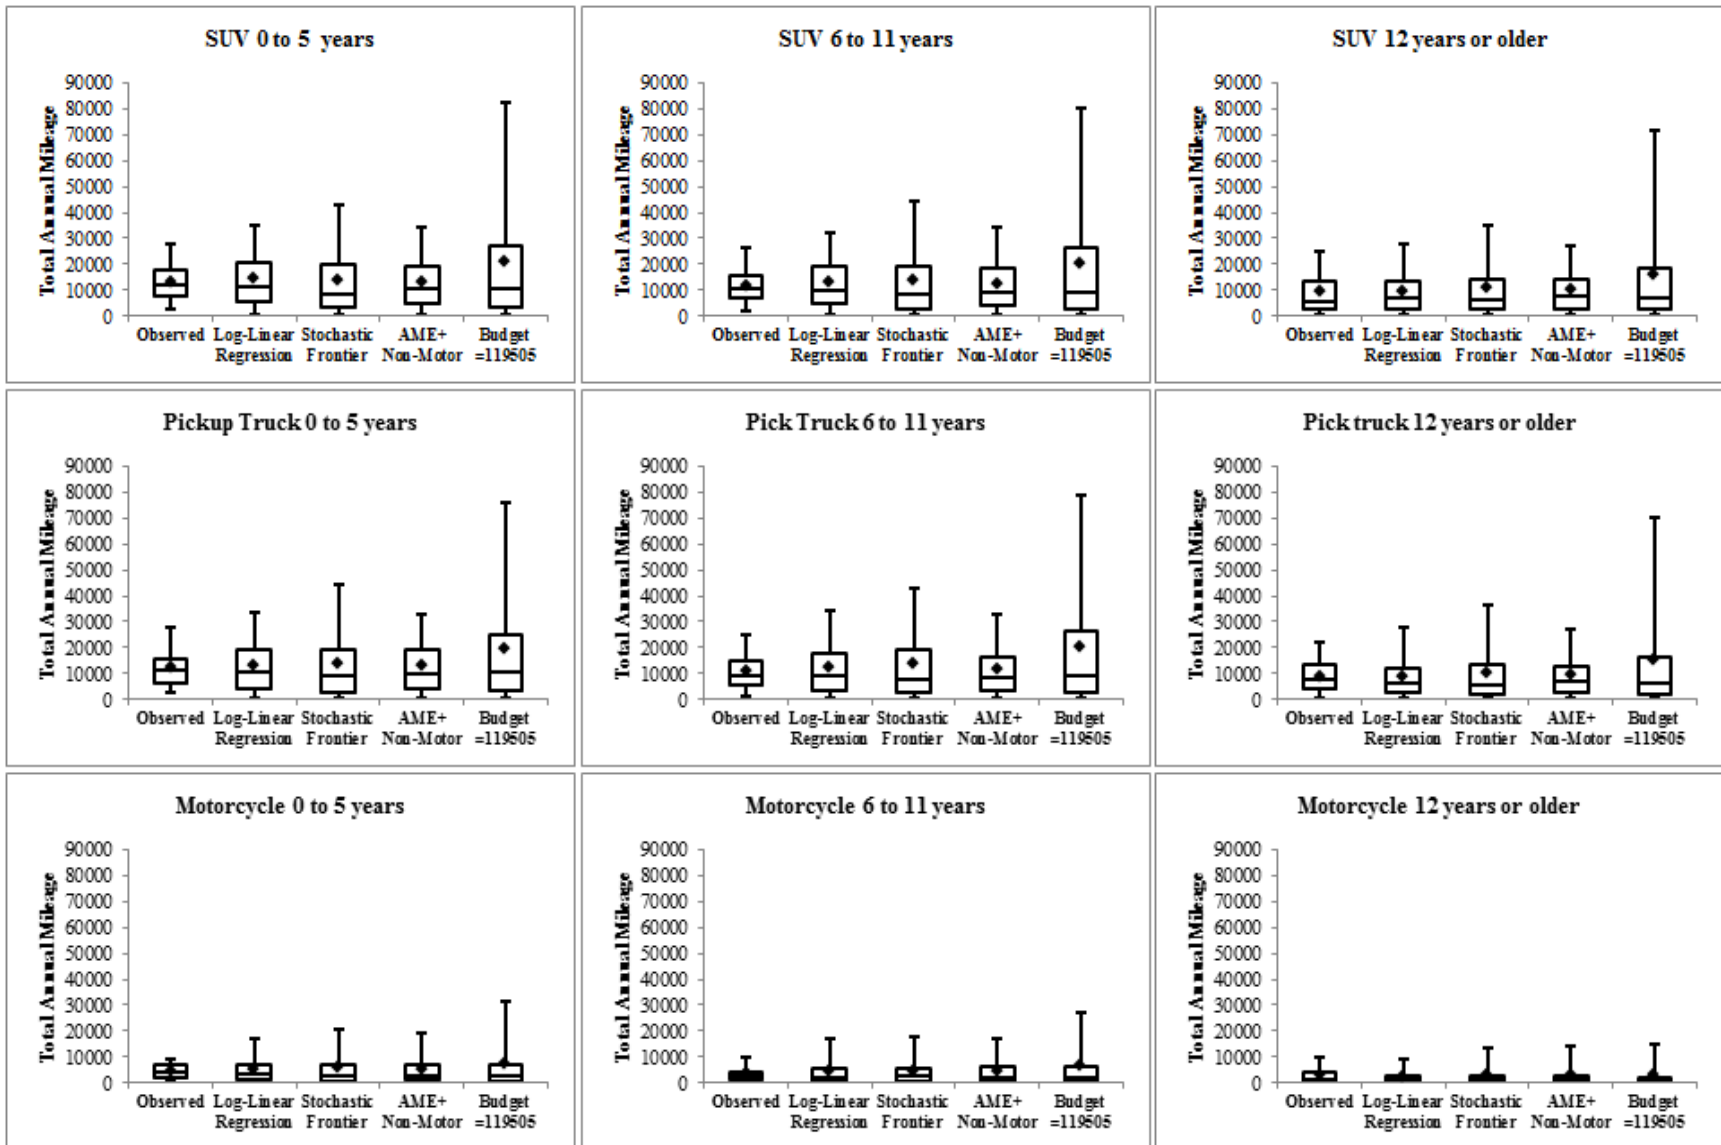 SUV 0 to 5 years
Total Annual Mileage
90000
80000
70000
60000
50000
40000
30000
20000
10000
0
Observed Log-Linear Stochastic AME+ Budget
Regression Frontier Non-Motor =119505
SUV 6 to 11 years
Total Annual Mileage
90000
80000
70000
60000
50000
40000
30000
20000
10000
0
Observed Log-Linear Stochastic AME+ Budget
Regression Frontier Non-Motor =119505
SUV 12 years or older
Total Annual Mileage
90000
80000
70000
60000
50000
40000
30000
20000
10000
0
Observed Log-Linear Stochastic AME+ Budget
Regression Frontier Non-Motor =119505
Pickup Truck 0 to 5 years
Total Annual Mileage
90000
80000
70000
60000
50000
40000
30000
20000
10000
0
Observed Log-Linear Stochastic AME+ Budget
Regression Frontier Non-Motor =119505
Pick Truck 6 to 11 years
Total Annual Mileage
90000
80000
70000
60000
50000
40000
30000
20000
10000
0
Observed Log-Linear Stochastic AME+ Budget
Regression Frontier Non-Motor =119505
Pick truck 12 years or older
Total Annual Mileage
90000
80000
70000
60000
50000
40000
30000
20000
10000
0
Observed Log-Linear Stochastic AME+ Budget
Regression Frontier Non-Motor =119505
Motorcycle 0 to 5 years
Total Annual Mileage
90000
80000
70000
60000
50000
40000
30000
20000
10000
0
Observed Log-Linear Stochastic AME+ Budget
Regression Frontier Non-Motor =119505
Motorcycle 6 to 11 years
Total Annual Mileage
90000
80000
70000
60000
50000
40000
30000
20000
10000
0
Observed Log-Linear Stochastic AME+ Budget
Regression Frontier Non-Motor =119505
Motorcycle 12 years or older
Total Annual Mileage
90000
80000
70000
60000
50000
40000
30000
20000
10000
0
Observed Log-Linear Stochastic AME+ Budget
Regression Frontier Non-Motor =119505